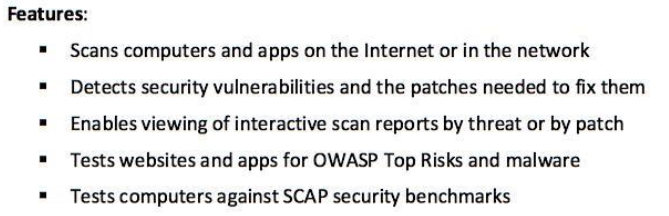 Features:
▪ Scans computers and apps on the Internet or in the network
▪ Detects security vulnerabilities and the patches needed to fix them
▪ Enables viewing of interactive scan reports by threat or by patch
▪ Tests websites and apps for OWASP Top Risks and malware
▪ Tests computers against SCAP security benchmarks